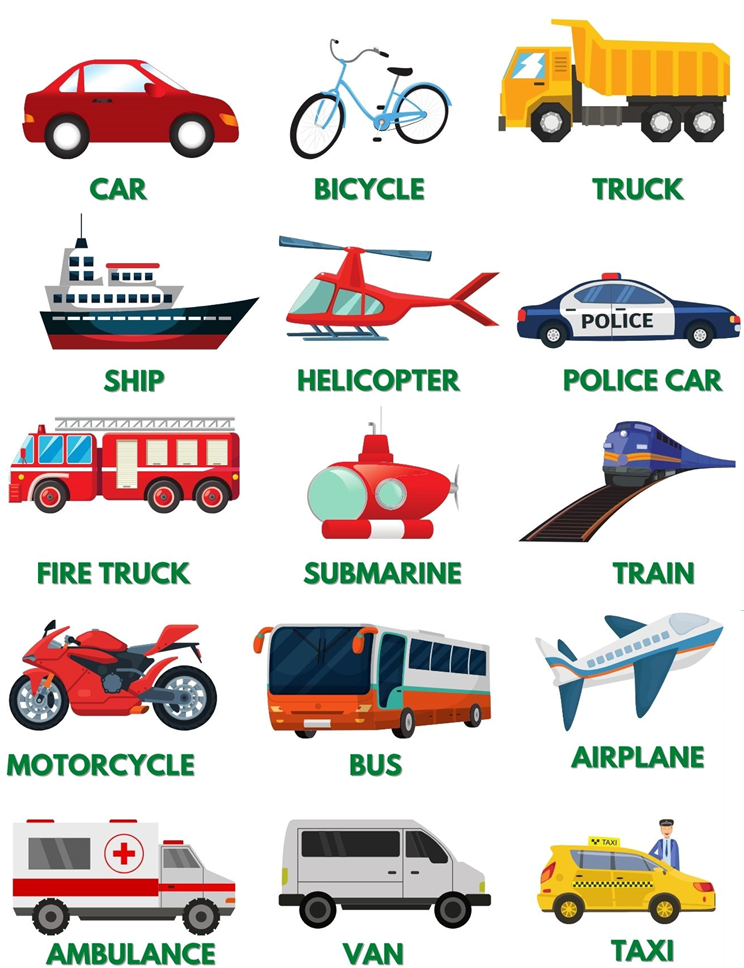 CAR
BICYCLE
TRUCK
SHIP
HELICOPTER
POLICE
POLICE CAR
FIRE TRUCK
SUBMARINE
TRAIN
MOTORCYCLE
BUS
AIRPLANE
TAXI
AMBULANCE
VAN
TAXI